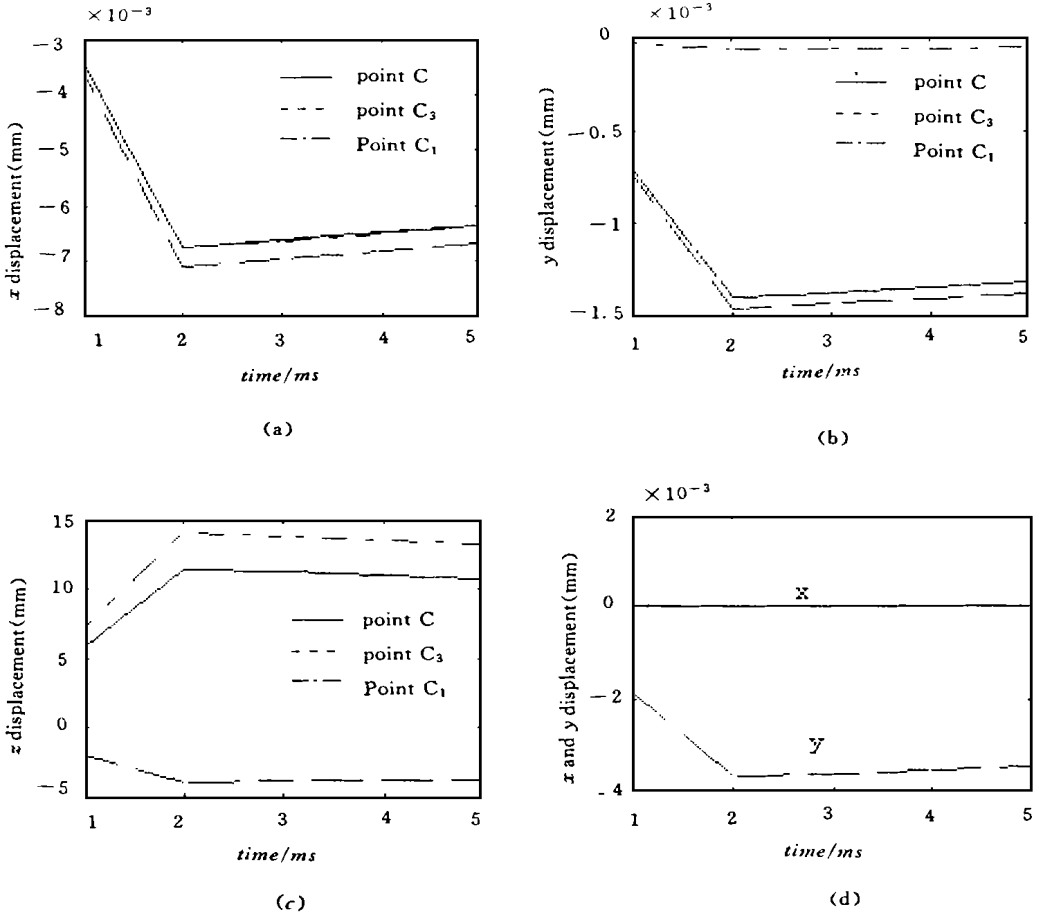 × 10⁻³
−3
−4
−5
−6
−7
−8
x displacement(mm)
point C
point C₃
Point C₁
1 2 3 4 5
time/ms
(a)
× 10⁻³
0
−0.5
−1
−1.5
y displacement(mm)
point C
point C₃
Point C₁
1 2 3 4 5
time/ms
(b)
15
10
5
0
−5
z displacement(mm)
point C
point C₃
Point C₁
1 2 3 4 5
time/ms
(c)
× 10⁻³
2
0
−2
-4
x and y displacement(mm)
x
y
1 2 3 4 5
time/ms
(d)